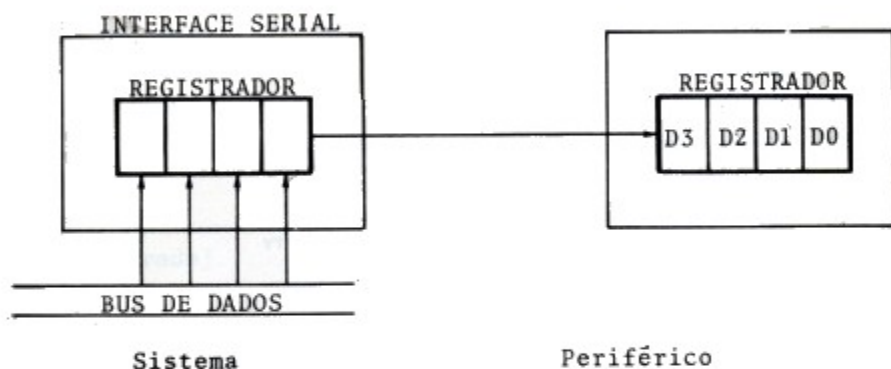 INTERFACE SERIAL
REGISTRADOR
REGISTRADOR
D3 D2 D1 D0
BUS DE DADOS
Sistema
Periférico